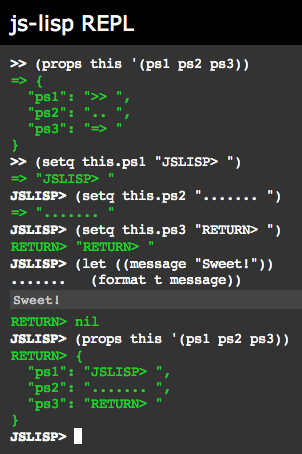 js-lisp REPL
>> (props this '(ps1 ps2 ps3))
=> {
  "ps1": ">> ",
  "ps2": ".. ",
  "ps3": "=> "
}
>> (setq this.ps1 "JSLISP> ")
=> "JSLISP> "
JSLISP> (setq this.ps2 "....... ")
=> "....... "
JSLISP> (setq this.ps3 "RETURN> ")
RETURN> "RETURN> "
JSLISP> (let ((message "Sweet!"))
.......   (format t message))
Sweet!
RETURN> nil
JSLISP> (props this '(ps1 ps2 ps3))
RETURN> {
  "ps1": "JSLISP> ",
  "ps2": "....... ",
  "ps3": "RETURN> "
}
JSLISP>